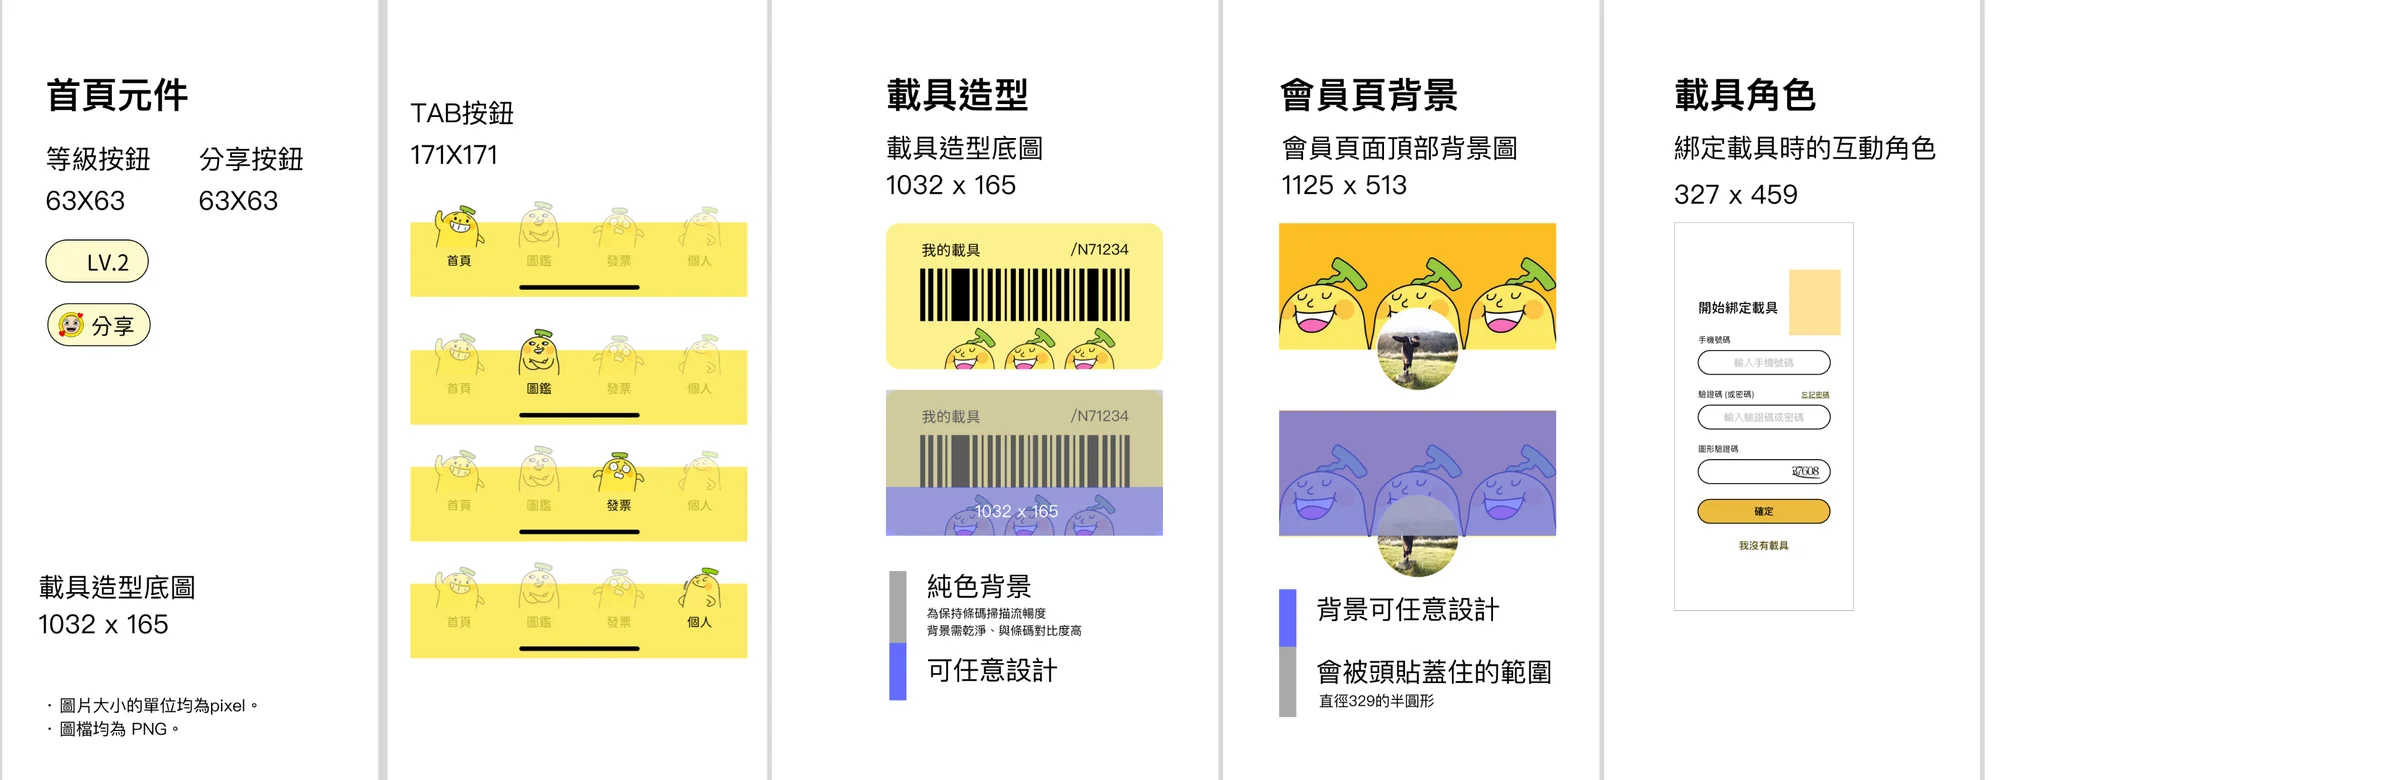 首頁元件
等級按鈕
63X63
分享按鈕
63X63
LV.2
分享
載具造型底圖
1032 x 165
・圖片大小的單位均為pixel。
・圖檔均為 PNG。
TAB按鈕
171X171
首頁 圖鑑 發票 個人
首頁 圖鑑 發票 個人
首頁 圖鑑 發票 個人
首頁 圖鑑 發票 個人
載具造型
載具造型底圖
1032 x 165
我的載具 /N71234
我的載具 /N71234
1032 x 165
純色背景
為保持條碼掃描流暢度
背景需乾淨、與條碼對比度高
可任意設計
會員頁背景
會員頁面頂部背景圖
1125 x 513
背景可任意設計
會被頭貼蓋住的範圍
直徑329的半圓形
載具角色
綁定載具時的互動角色
327 x 459
開始綁定載具
手機號碼
輸入手機號碼
驗證碼 (或密碼) 忘記密碼
輸入驗證碼或密碼
圖形驗證碼
37608
確定
我沒有載具